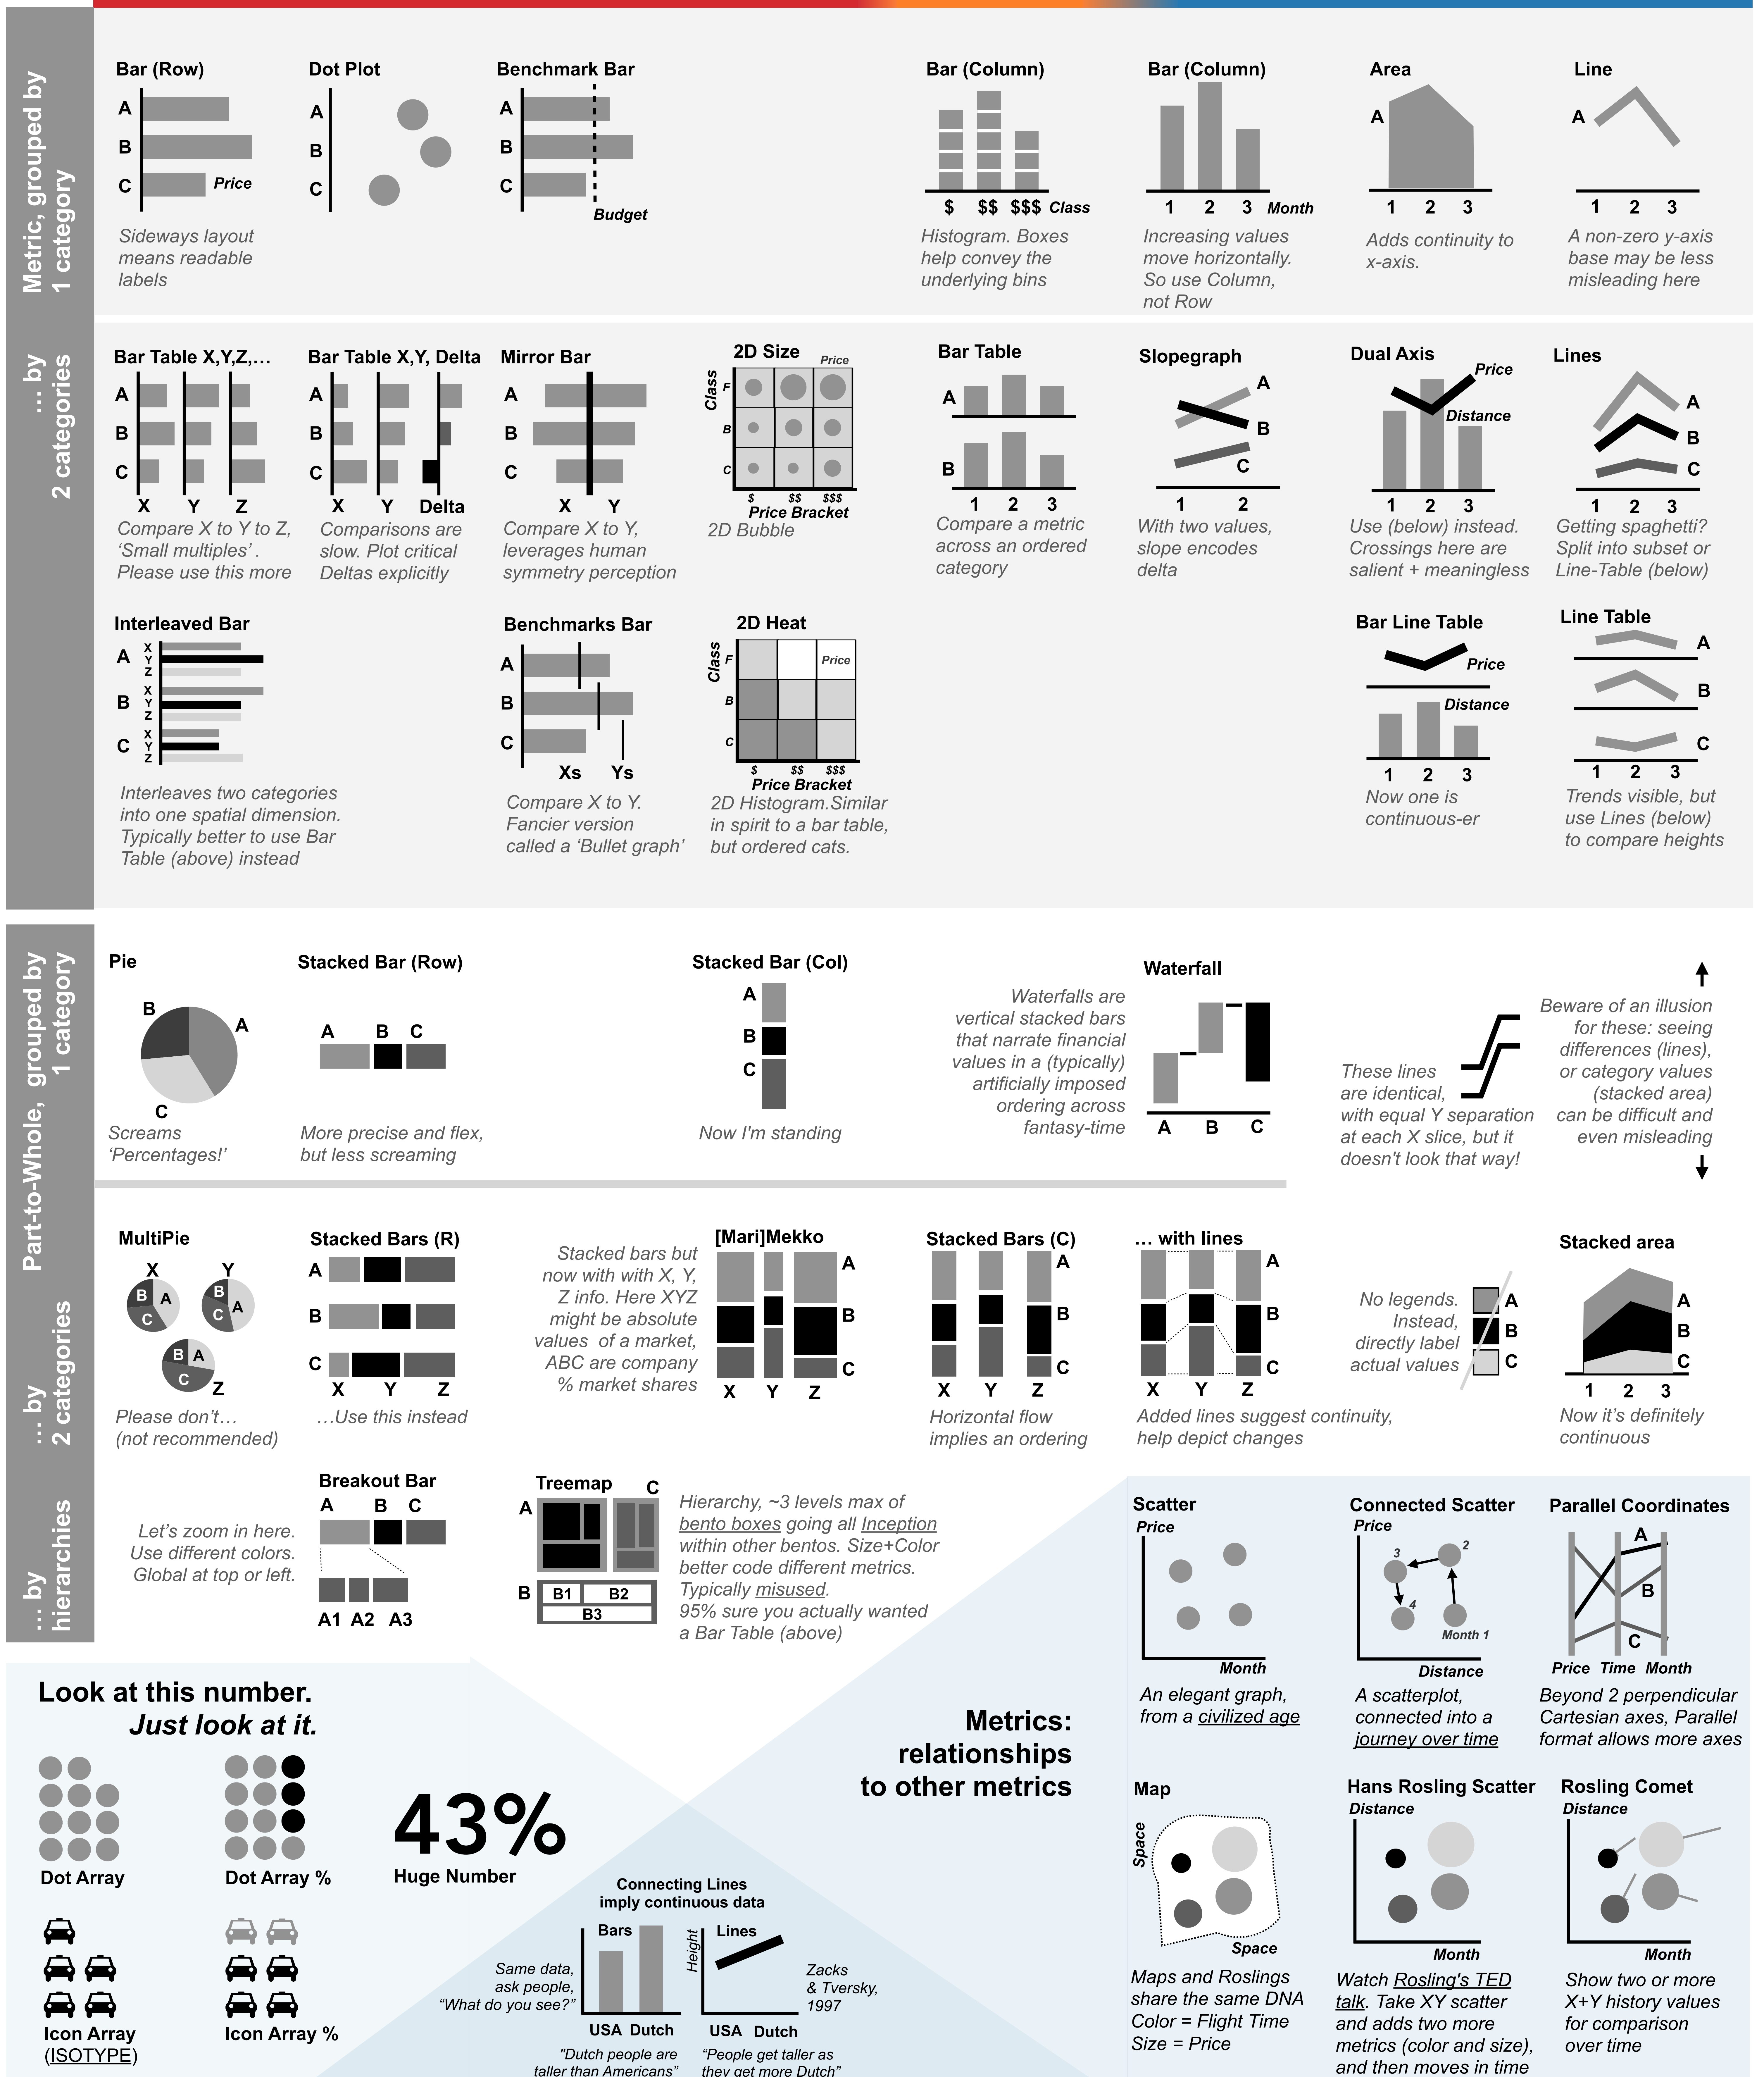 Metric, grouped by
1 category
Bar (Row)
A
B
C
Price
Sideways layout
means readable
labels
Dot Plot
A
B
C
Benchmark Bar
A
B
C
Budget
Bar (Column)
$ $$ $$$ Class
Histogram. Boxes
help convey the
underlying bins
Bar (Column)
1 2 3 Month
Increasing values
move horizontally.
So use Column,
not Row
Area
A
1 2 3
Adds continuity to
x-axis.
Line
A
1 2 3
A non-zero y-axis
base may be less
misleading here
... by
2 categories
Bar Table X,Y,Z,...
A
B
C
X Y Z
Compare X to Y to Z,
‘Small multiples’ .
Please use this more
Bar Table X,Y, Delta
A
B
C
X Y Delta
Comparisons are
slow. Plot critical
Deltas explicitly
Mirror Bar
A
B
C
X Y
Compare X to Y,
leverages human
symmetry perception
2D Size
Price
Class
F
B
C
$ $$ $$$
Price Bracket
2D Bubble
Bar Table
A
B
1 2 3
Compare a metric
across an ordered
category
Slopegraph
A
B
C
1 2
With two values,
slope encodes
delta
Dual Axis
Price
Distance
1 2 3
Use (below) instead.
Crossings here are
salient + meaningless
Lines
A
B
C
1 2 3
Getting spaghetti?
Split into subset or
Line-Table (below)
Interleaved Bar
A
X
Y
Z
B
X
Y
Z
C
X
Y
Z
Interleaves two categories
into one spatial dimension.
Typically better to use Bar
Table (above) instead
Benchmarks Bar
A
B
C
Xs Ys
Compare X to Y.
Fancier version
called a ‘Bullet graph’
2D Heat
Class
F
Price
B
C
$ $$ $$$
Price Bracket
2D Histogram.Similar
in spirit to a bar table,
but ordered cats.
Bar Line Table
Price
Distance
1 2 3
Now one is
continuous-er
Line Table
A
B
C
1 2 3
Trends visible, but
use Lines (below)
to compare heights
Part-to-Whole, grouped by
1 category
Pie
B
A
C
Screams
‘Percentages!’
Stacked Bar (Row)
A B C
More precise and flex,
but less screaming
Stacked Bar (Col)
A
B
C
Now I'm standing
Waterfalls are
vertical stacked bars
that narrate financial
values in a (typically)
artificially imposed
ordering across
fantasy-time
Waterfall
A B C
These lines
are identical,
with equal Y separation
at each X slice, but it
doesn't look that way!
Beware of an illusion
for these: seeing
differences (lines),
or category values
(stacked area)
can be difficult and
even misleading
... by
2 categories
MultiPie
X
B
A
C
Y
B
A
C
B
A
C
Z
Please don’t...
(not recommended)
Stacked Bars (R)
A
B
C
X Y Z
...Use this instead
Stacked bars but
now with with X, Y,
Z info. Here XYZ
might be absolute
values of a market,
ABC are company
% market shares
[Mari]Mekko
A
B
C
X Y Z
Stacked Bars (C)
A
B
C
X Y Z
Horizontal flow
implies an ordering
... with lines
A
B
C
X Y Z
Added lines suggest continuity,
help depict changes
No legends.
Instead,
directly label
actual values
A
B
C
Stacked area
A
B
C
1 2 3
Now it’s definitely
continuous
... by
hierarchies
Let’s zoom in here.
Use different colors.
Global at top or left.
Breakout Bar
A B C
A1 A2 A3
Treemap
A
C
B
B1
B2
B3
Hierarchy, ~3 levels max of
bento boxes going all Inception
within other bentos. Size+Color
better code different metrics.
Typically misused.
95% sure you actually wanted
a Bar Table (above)
Look at this number.
Just look at it.
Dot Array
Dot Array %
43%
Huge Number
Icon Array
(ISOTYPE)
Icon Array %
Connecting Lines
imply continuous data
Same data,
ask people,
“What do you see?”
Bars
USA Dutch
"Dutch people are
taller than Americans”
Height
Lines
USA Dutch
“People get taller as
they get more Dutch”
Zacks
& Tversky,
1997
Metrics:
relationships
to other metrics
Scatter
Price
Month
An elegant graph,
from a civilized age
Connected Scatter
Price
3
2
4
Month 1
Distance
A scatterplot,
connected into a
journey over time
Parallel Coordinates
A
B
C
Price Time Month
Beyond 2 perpendicular
Cartesian axes, Parallel
format allows more axes
Map
Space
Space
Maps and Roslings
share the same DNA
Color = Flight Time
Size = Price
Hans Rosling Scatter
Distance
Month
Watch Rosling's TED
talk. Take XY scatter
and adds two more
metrics (color and size),
and then moves in time
Rosling Comet
Distance
Month
Show two or more
X+Y history values
for comparison
over time